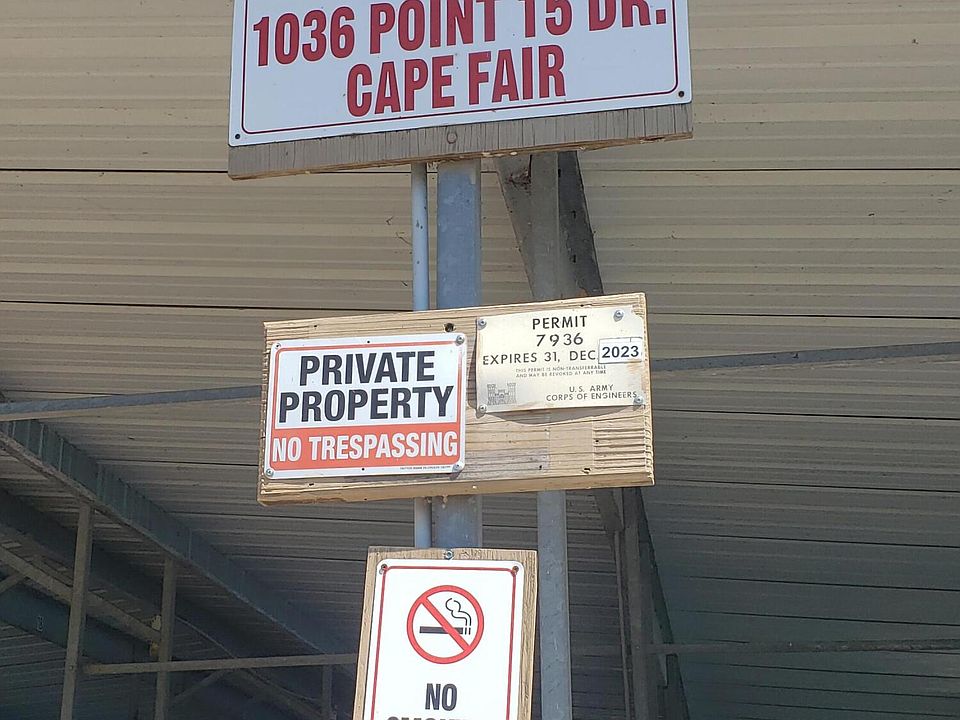 1036 POINT 15 DR.
CAPE FAIR
PRIVATE
PROPERTY
NO TRESPASSING
PERMIT
7936
EXPIRES 31, DEC 2023
THIS PERMIT IS NON-TRANSFERRABLE
AND MAY BE REVOKED AT ANY TIME
U.S. ARMY
CORPS OF ENGINEERS
NO